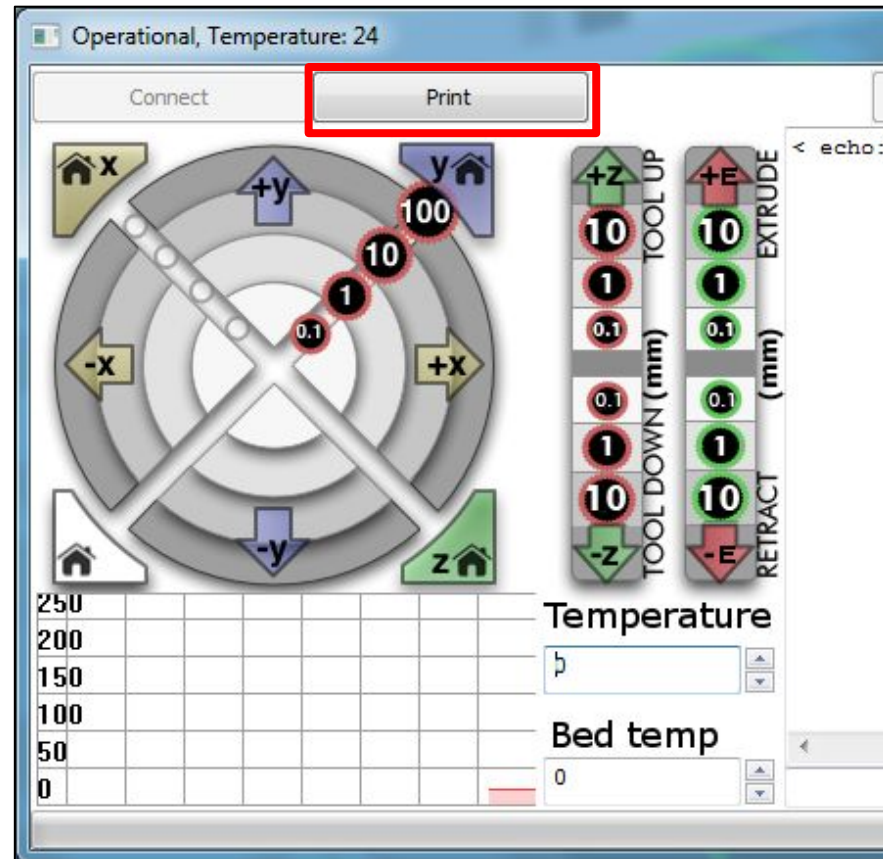 Operational, Temperature: 24
Connect
Print
< echo:
x
+y
y
100
10
1
0.1
-x
+x
-y
z
+Z
10
1
0.1
0.1
1
10
-Z
TOOL UP
TOOL DOWN (mm)
+E
10
1
0.1
0.1
1
10
-E
EXTRUDE
(mm)
RETRACT
250
200
150
100
50
0
Temperature
0
Bed temp
0